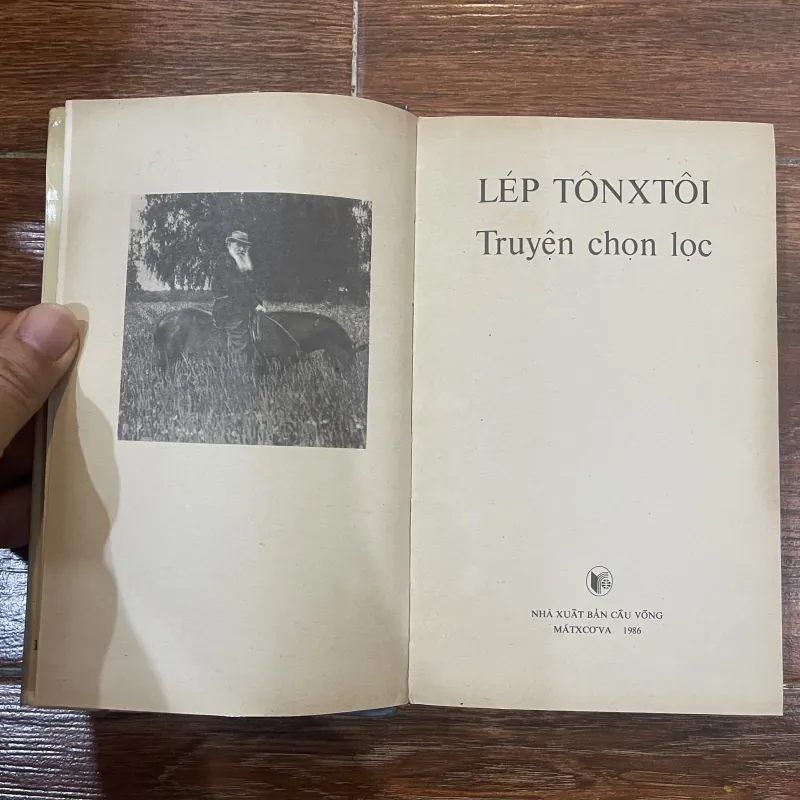 LÉP TÔNXTÔI
Truyện chọn lọc
NHÀ XUẤT BẢN CẦU VỒNG
MÁTXCƠVA 1986